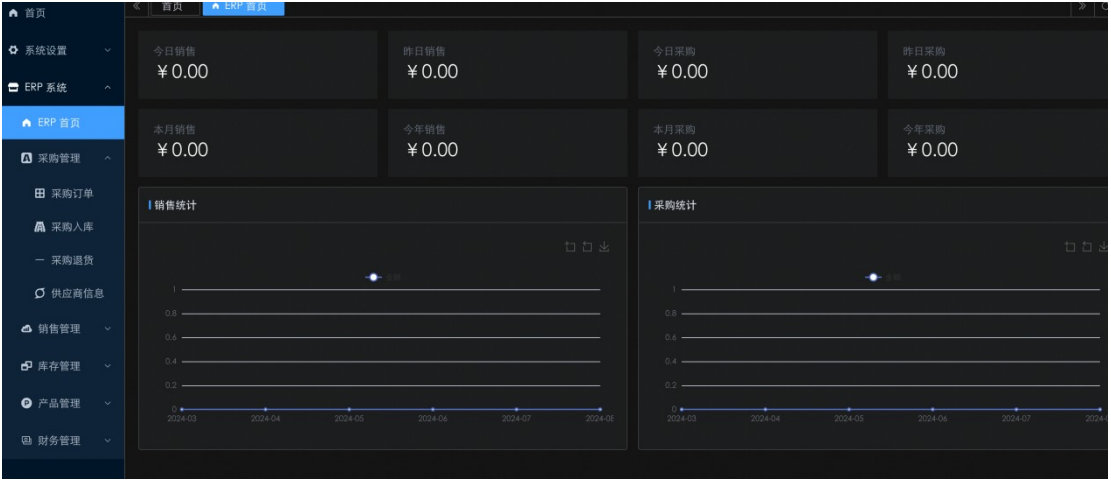 首页
系统设置
ERP 系统
ERP 首页
采购管理
采购订单
采购入库
采购退货
供应商信息
销售管理
库存管理
产品管理
财务管理
首页
ERP 首页
今日销售
¥0.00
昨日销售
¥0.00
今日采购
¥0.00
昨日采购
¥0.00
本月销售
¥0.00
今年销售
¥0.00
本月采购
¥0.00
今年采购
¥0.00
销售统计
1
0.8
0.6
0.4
0.2
0
2024-03 2024-04 2024-05 2024-06 2024-07 2024-08
采购统计
1
0.8
0.6
0.4
0.2
0
2024-03 2024-04 2024-05 2024-06 2024-07 2024-0